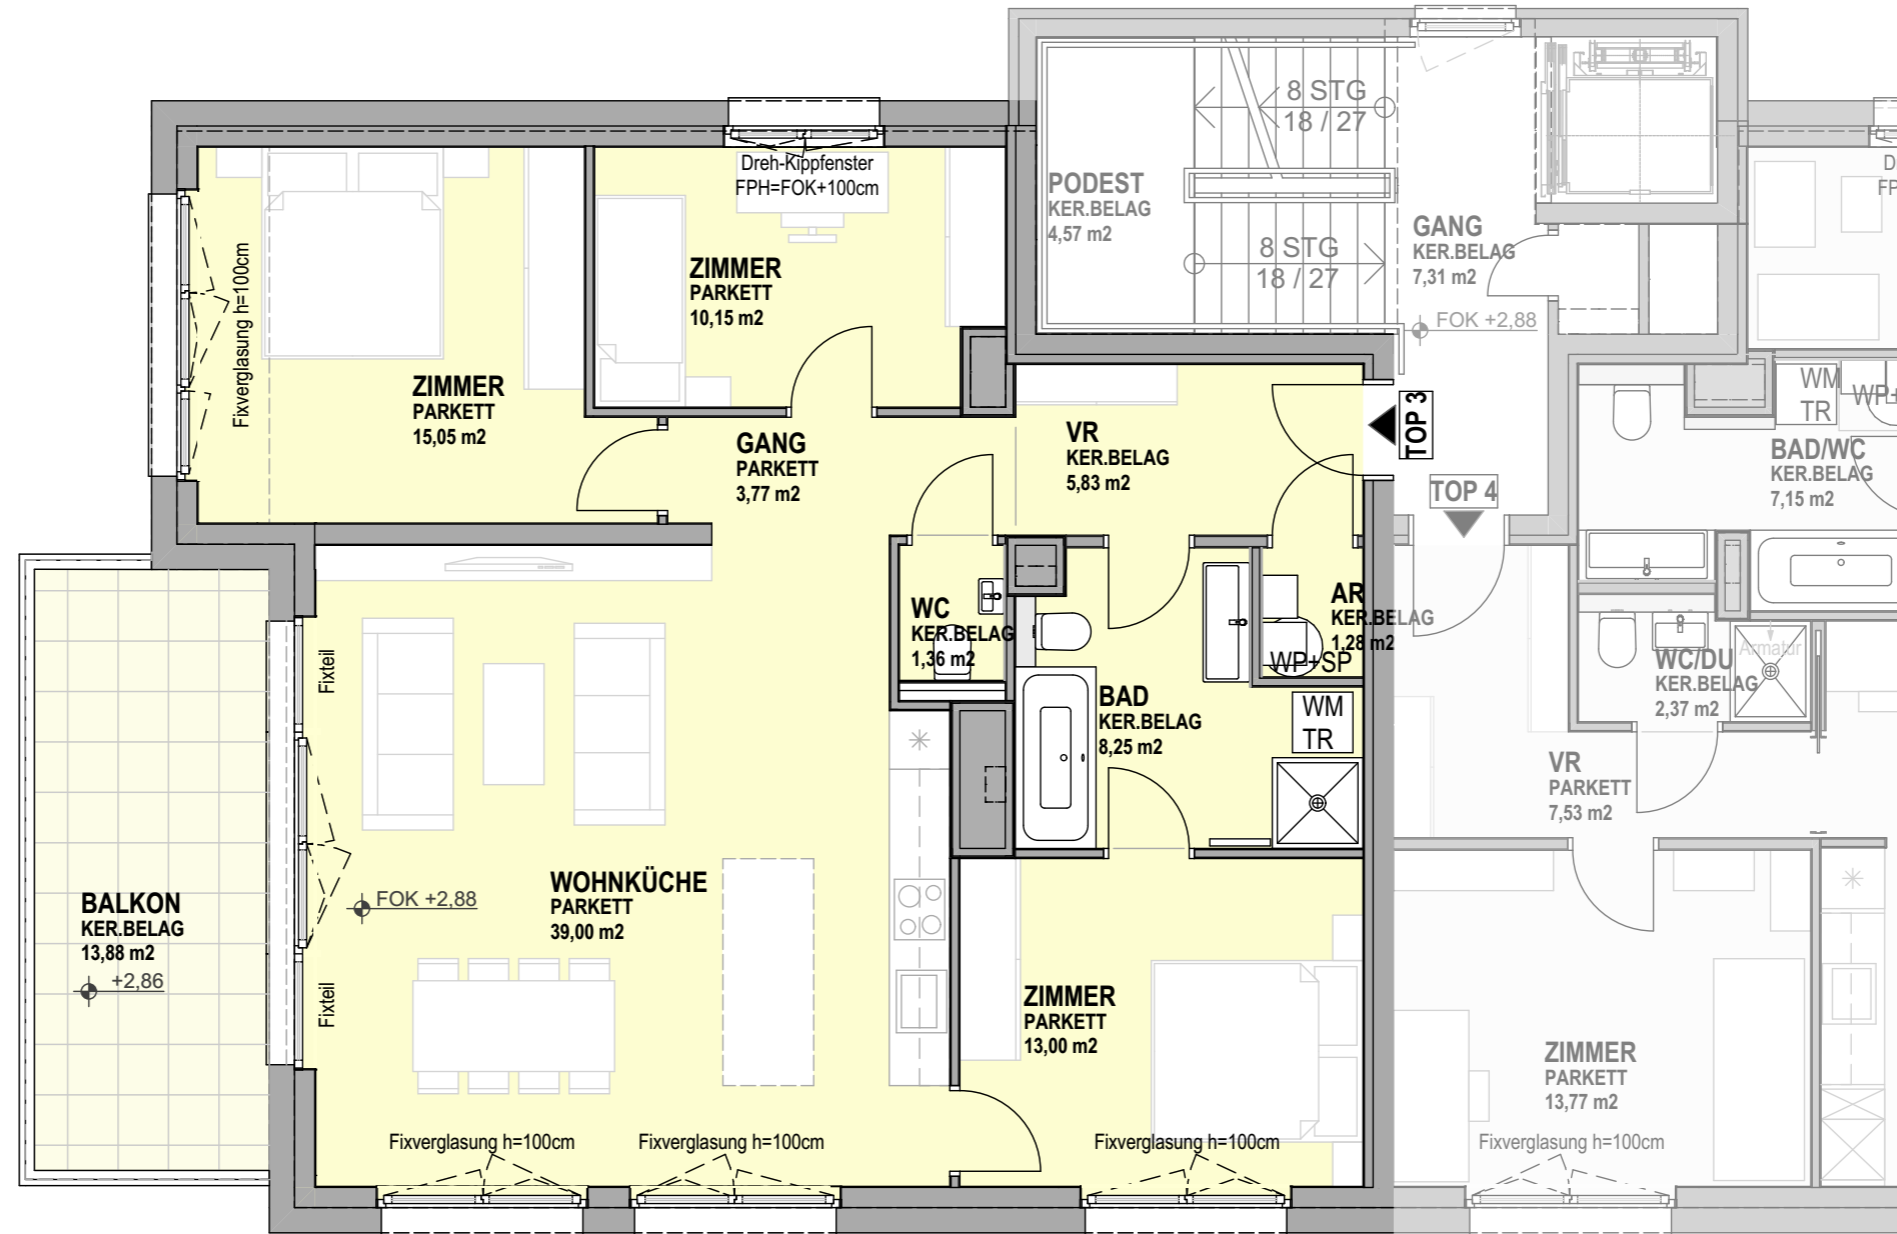 8 STG
18 / 27
Dreh-Kippfenster
FPH=FOK+100cm
PODEST
KER.BELAG
4,57 m2
GANG
KER.BELAG
7,31 m2
8 STG
18 / 27
FOK +2,88
ZIMMER
PARKETT
10,15 m2
Fixverglasung h=100cm
ZIMMER
PARKETT
15,05 m2
GANG
PARKETT
3,77 m2
VR
KER.BELAG
5,83 m2
TOP 3
TOP 4
WM
TR
WP+
BAD/WC
KER.BELAG
7,15 m2
WC
KER.BELAG
1,36 m2
AR
KER.BELAG
1,28 m2
WP+SP
Fixteil
BAD
KER.BELAG
8,25 m2
WM
TR
WC/DU
KER.BELAG
2,37 m2
Armatur
VR
PARKETT
7,53 m2
BALKON
KER.BELAG
13,88 m2
+2,86
FOK +2,88
WOHNKÜCHE
PARKETT
39,00 m2
Fixteil
ZIMMER
PARKETT
13,00 m2
ZIMMER
PARKETT
13,77 m2
Fixverglasung h=100cm
Fixverglasung h=100cm
Fixverglasung h=100cm
Fixverglasung h=100cm